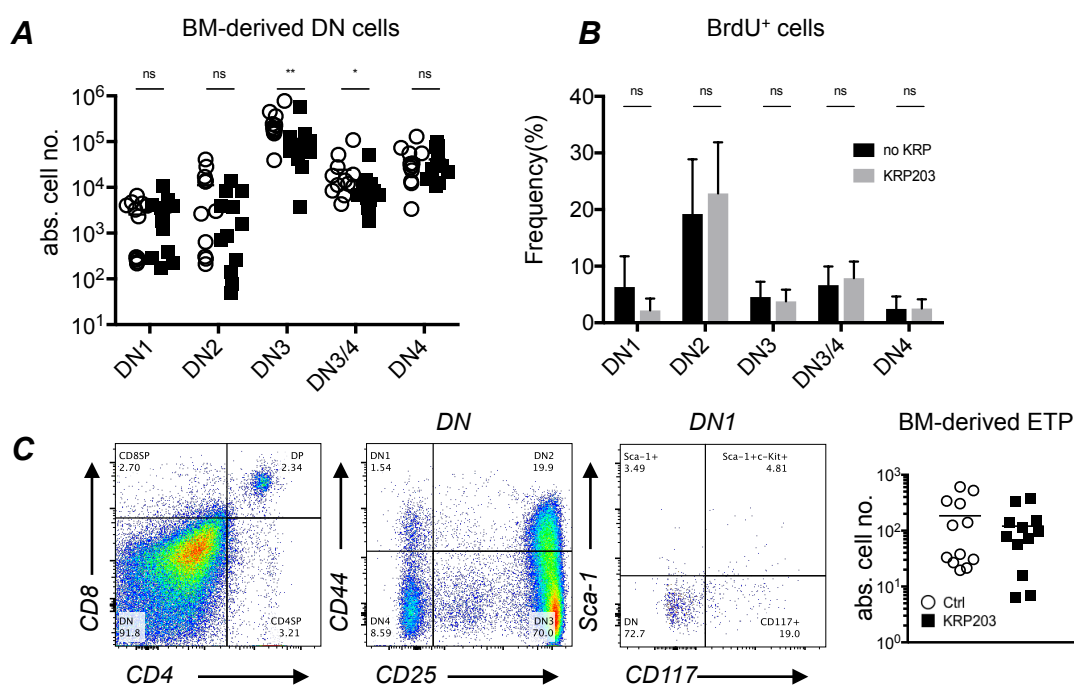 A
BM-derived DN cells
ns
ns
**
*
ns
10⁶
10⁵
10⁴
10³
10²
10¹
abs. cell no.
DN1
DN2
DN3
DN3/4
DN4
B
BrdU⁺ cells
ns
ns
ns
ns
ns
40
30
20
10
0
Frequency(%)
no KRP
KRP203
DN1
DN2
DN3
DN3/4
DN4
C
CD8SP
2.70
DP
2.34
DN
91.8
CD4SP
3.21
CD8
CD4
DN
DN1
1.54
DN2
19.9
DN4
8.59
DN3
70.0
CD44
CD25
DN1
Sca-1+
3.49
Sca-1+c-Kit+
4.81
DN
72.7
CD117+
19.0
Sca-1
CD117
BM-derived ETP
10³
10²
10¹
10⁰
abs. cell no.
Ctrl
KRP203